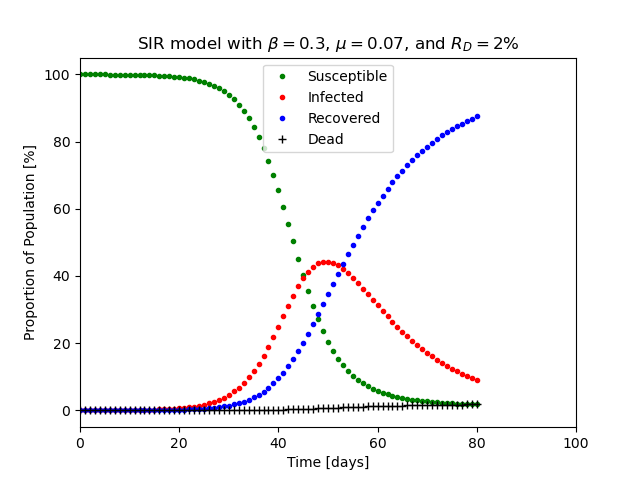 SIR model with β = 0.3, μ = 0.07, and R_D = 2%
Susceptible
Infected
Recovered
Dead
Proportion of Population [%]
100
80
60
40
20
0
0 20 40 60 80 100
Time [days]